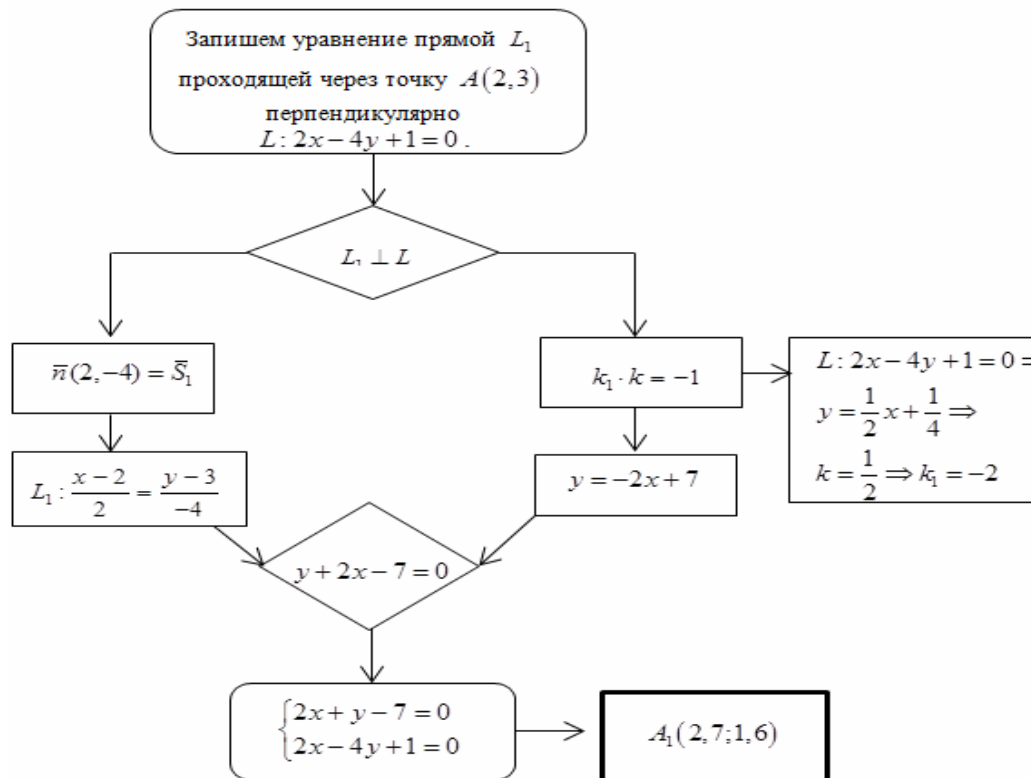 Запишем уравнение прямой L₁
проходящей через точку A(2,3)
перпендикулярно
L: 2x − 4y + 1 = 0 .
L₁ ⊥ L
n̅(2,−4) = S̅₁
k₁ · k = −1
L: 2x − 4y + 1 = 0 =
y = 1/2 x + 1/4 ⇒
k = 1/2 ⇒ k₁ = −2
L₁: (x − 2)/2 = (y − 3)/−4
y = −2x + 7
y + 2x − 7 = 0
{2x + y − 7 = 0
2x − 4y + 1 = 0
A₁(2,7;1,6)